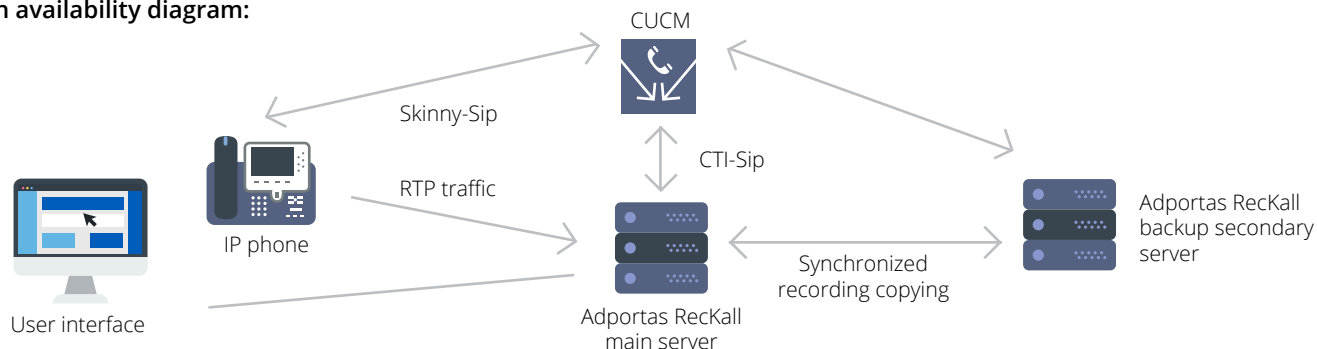 availability diagram:
CUCM
Skinny-Sip
CTI-Sip
RTP traffic
IP phone
User interface
Adportas RecKall
main server
Synchronized
recording copying
Adportas RecKall
backup secondary
server